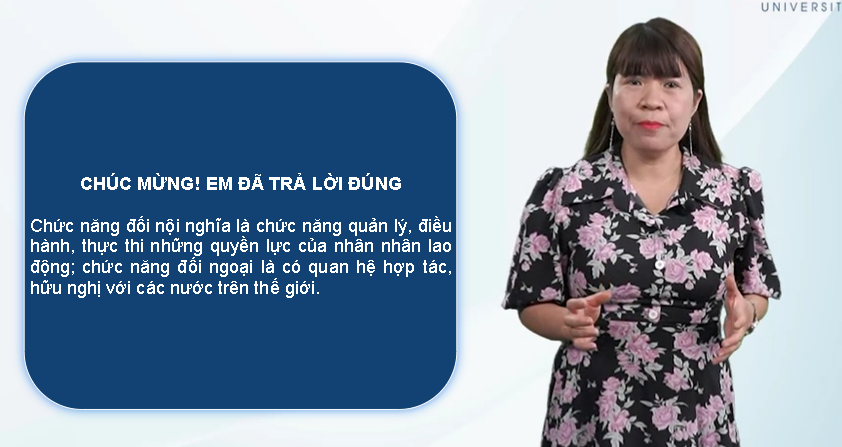 UNIVERSIT
CHÚC MỪNG! EM ĐÃ TRẢ LỜI ĐÚNG
Chức năng đối nội nghĩa là chức năng quản lý, điều
hành, thực thi những quyền lực của nhân nhân lao
động; chức năng đối ngoại là có quan hệ hợp tác,
hữu nghị với các nước trên thế giới.